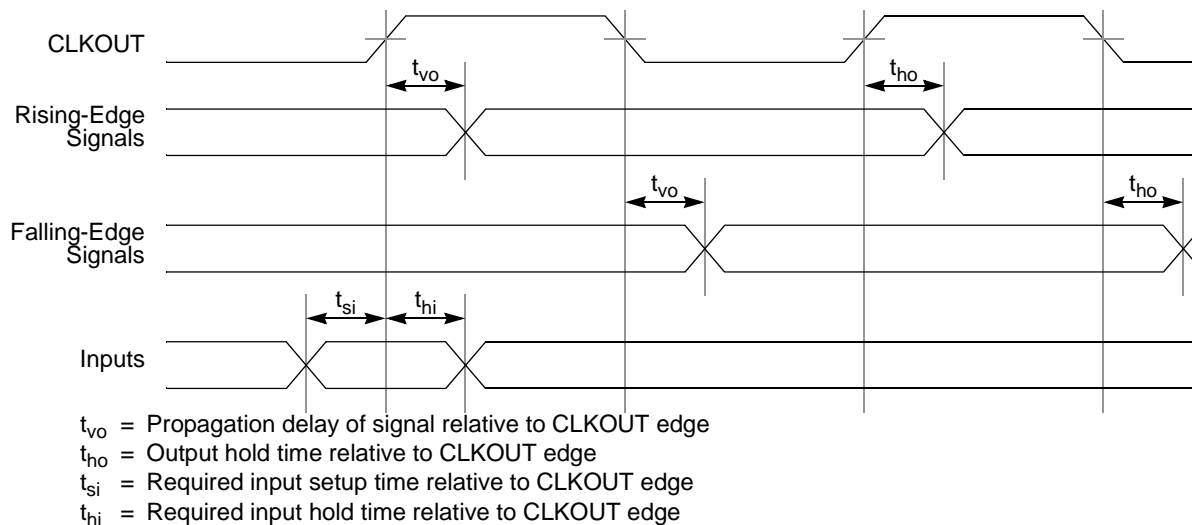 CLKOUT
t_vo
t_ho
Rising-Edge
Signals
t_vo
t_ho
Falling-Edge
Signals
t_si
t_hi
Inputs
t_vo = Propagation delay of signal relative to CLKOUT edge
t_ho = Output hold time relative to CLKOUT edge
t_si = Required input setup time relative to CLKOUT edge
t_hi = Required input hold time relative to CLKOUT edge